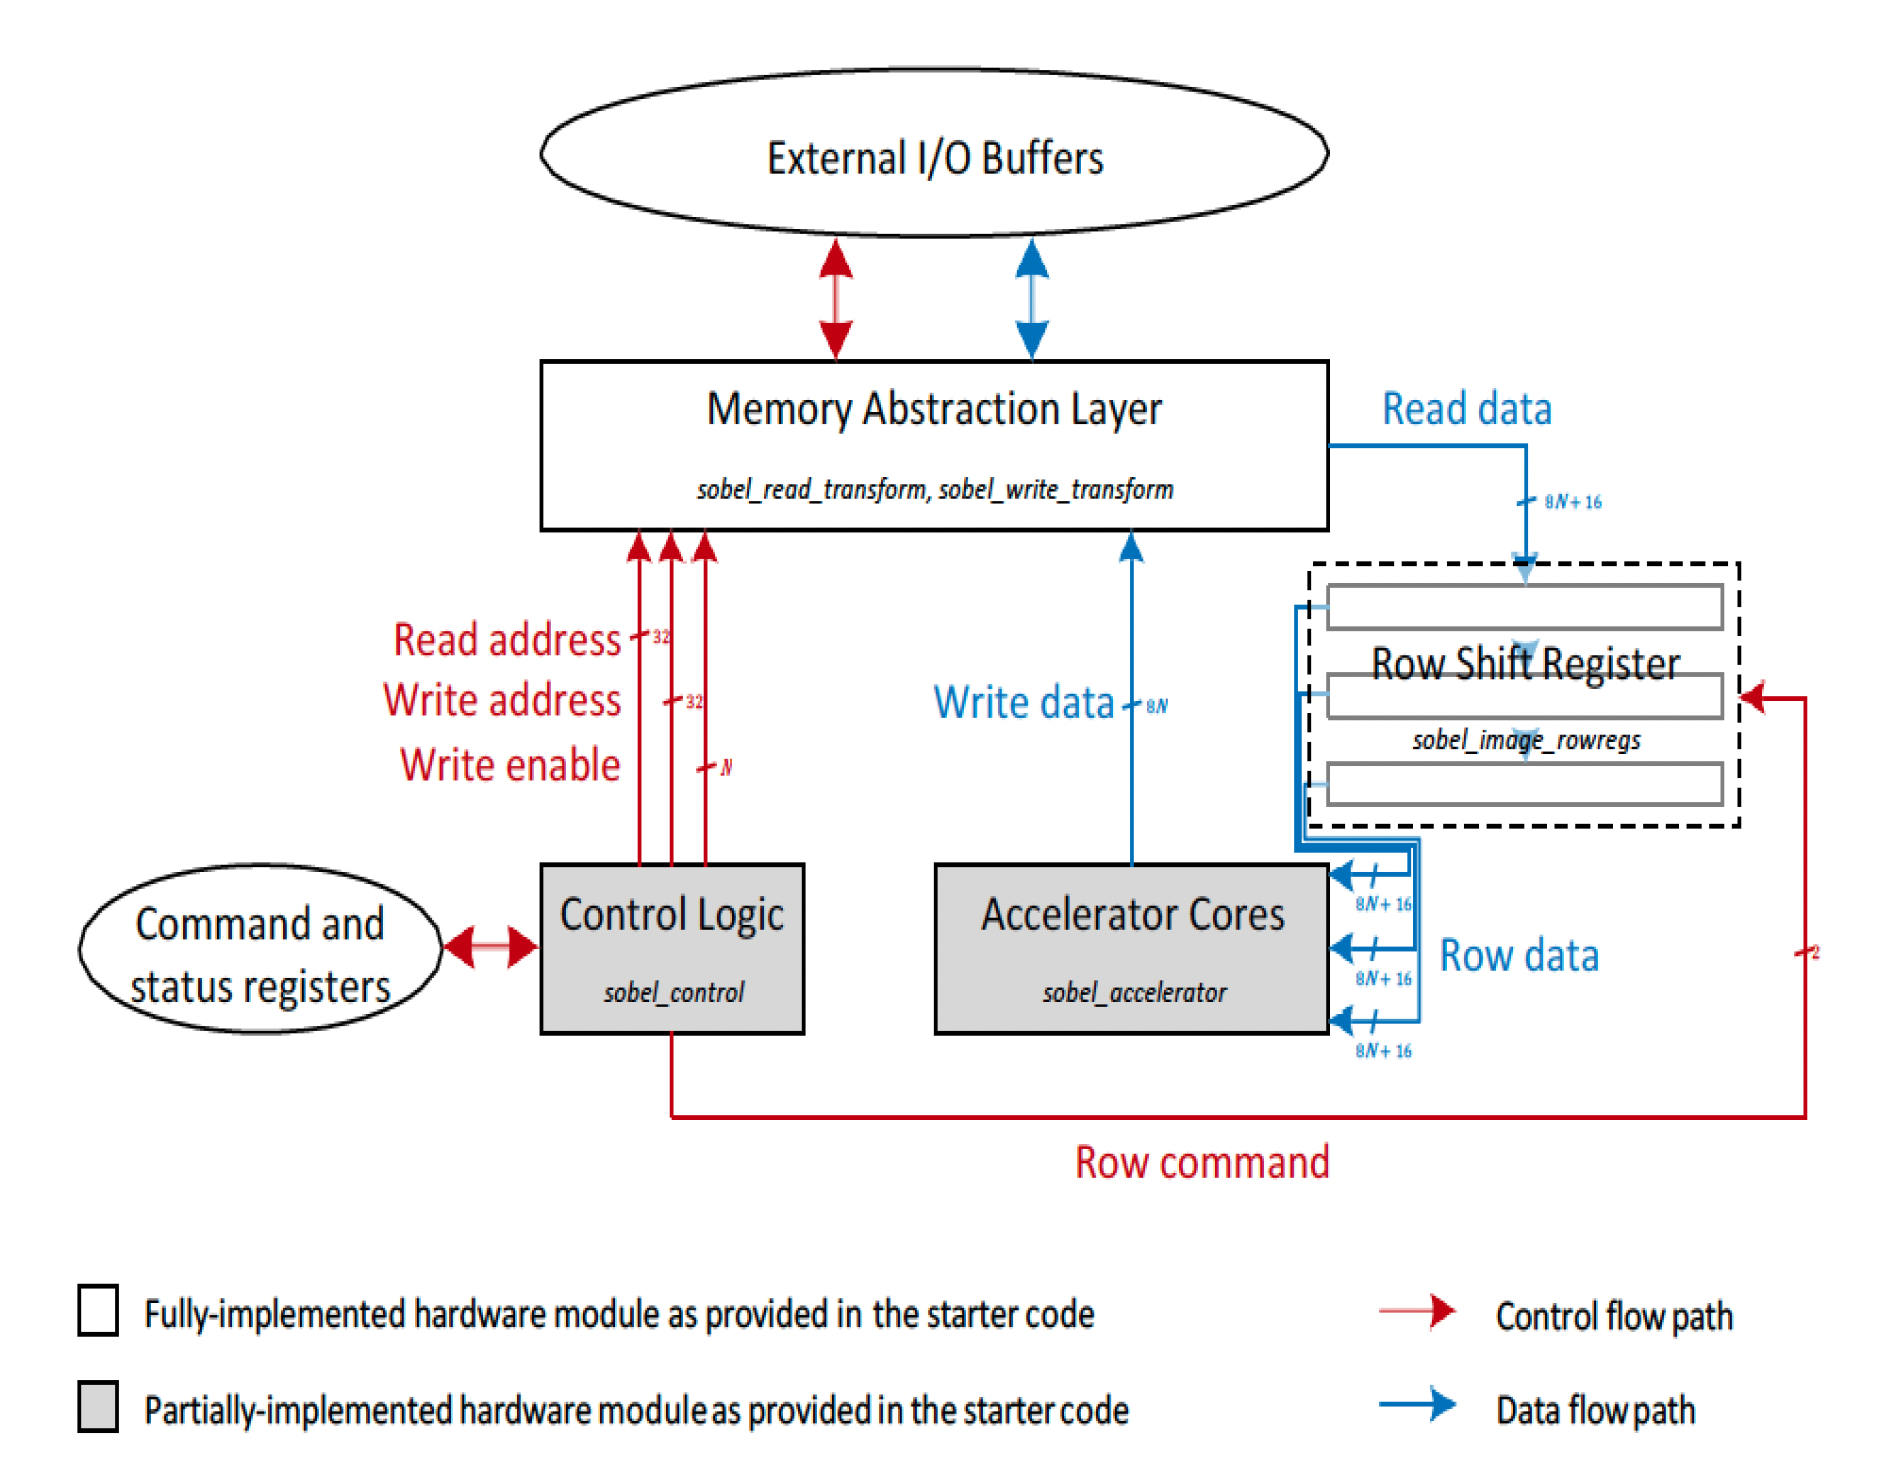 External I/O Buffers
Memory Abstraction Layer
sobel_read_transform, sobel_write_transform
Read data
8N + 16
Row Shift Register
sobel_image_rowregs
Read address
32
Write address
32
Write enable
N
Write data
8N
Command and
status registers
Control Logic
sobel_control
Accelerator Cores
sobel_accelerator
8N + 16
8N + 16
8N + 16
Row data
2
Row command
Fully-implemented hardware module as provided in the starter code
Partially-implemented hardware module as provided in the starter code
Control flow path
Data flow path